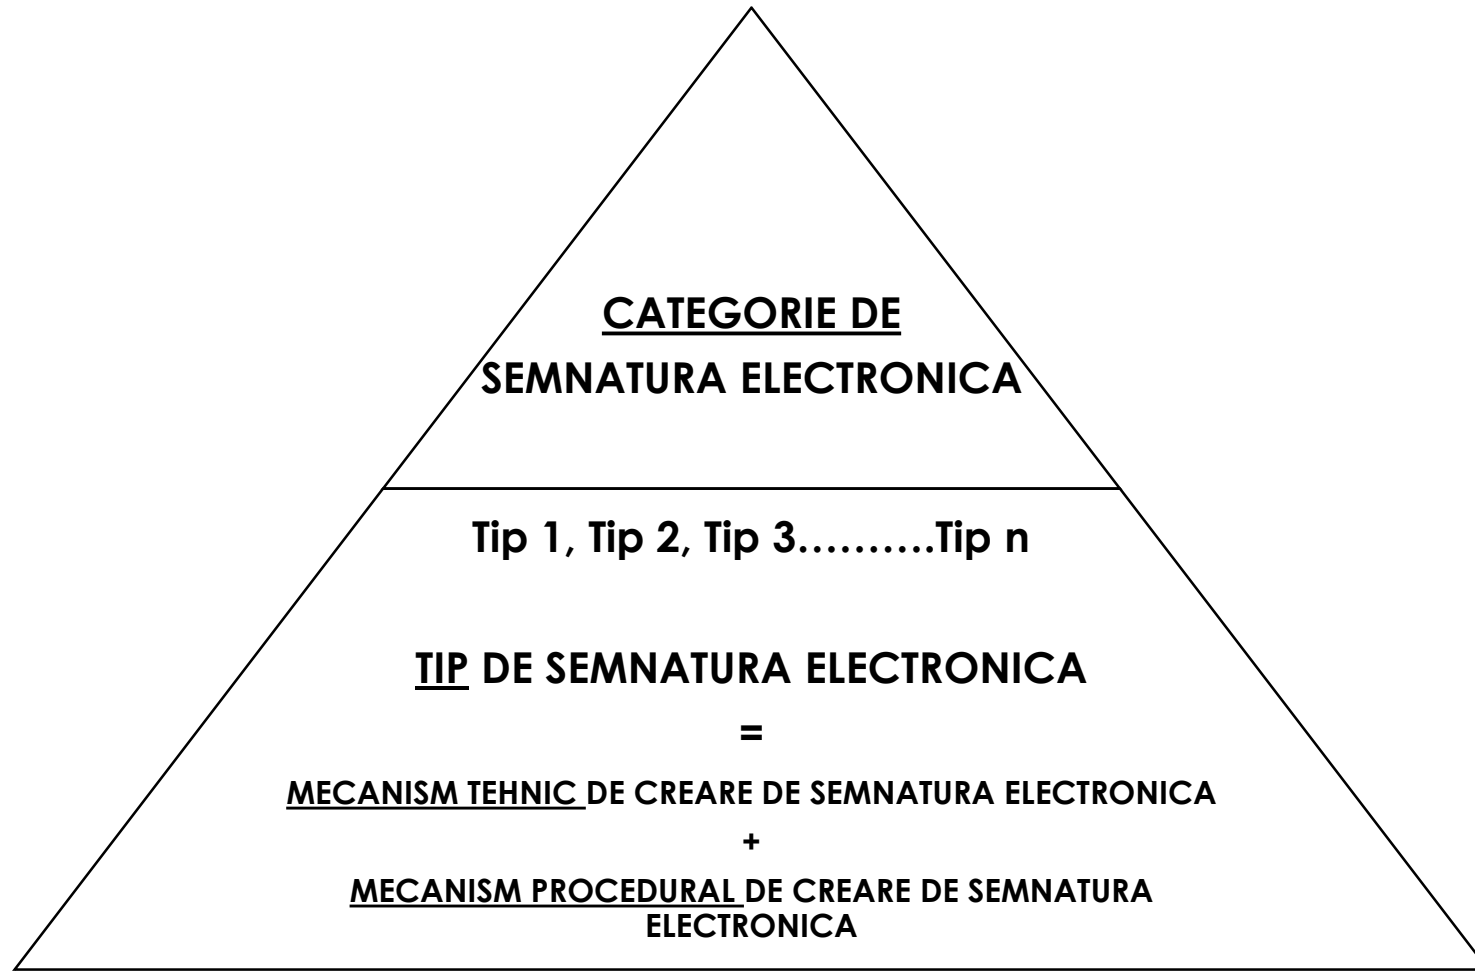 CATEGORIE DE
SEMNATURA ELECTRONICA
Tip 1, Tip 2, Tip 3..........Tip n
TIP DE SEMNATURA ELECTRONICA
=
MECANISM TEHNIC DE CREARE DE SEMNATURA ELECTRONICA
+
MECANISM PROCEDURAL DE CREARE DE SEMNATURA
ELECTRONICA